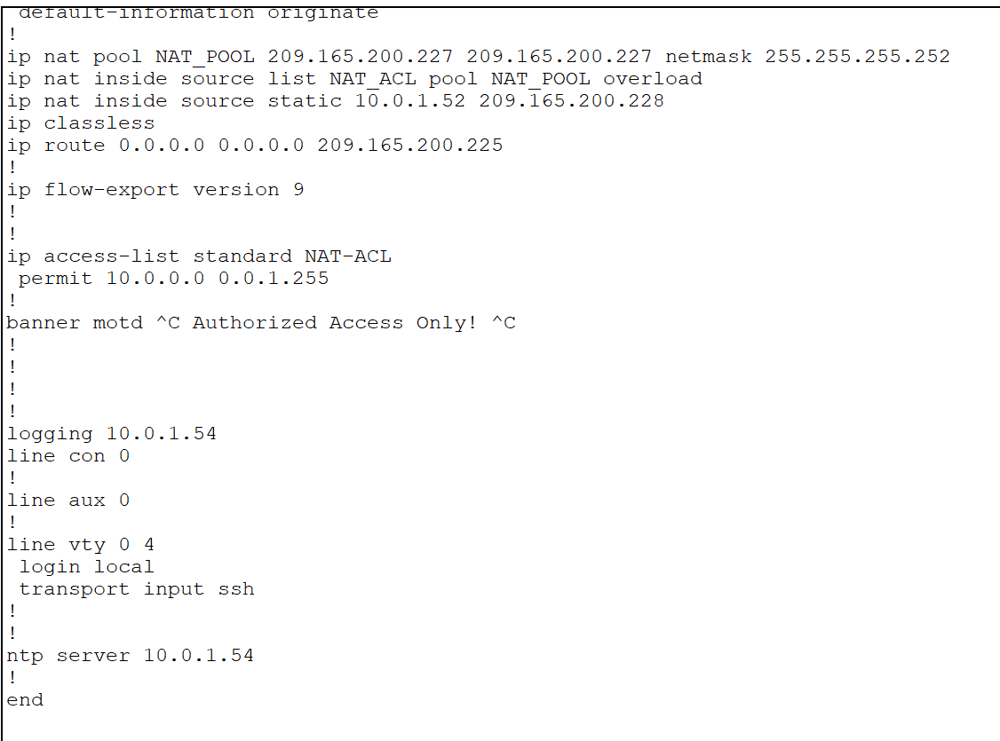 default-information originate
!
ip nat pool NAT_POOL 209.165.200.227 209.165.200.227 netmask 255.255.255.252
ip nat inside source list NAT_ACL pool NAT_POOL overload
ip nat inside source static 10.0.1.52 209.165.200.228
ip classless
ip route 0.0.0.0 0.0.0.0 209.165.200.225
!
ip flow-export version 9
!
!
ip access-list standard NAT-ACL
permit 10.0.0.0 0.0.1.255
!
banner motd ^C Authorized Access Only! ^C
!
!
!
!
logging 10.0.1.54
line con 0
!
line aux 0
!
line vty 0 4
login local
transport input ssh
!
!
ntp server 10.0.1.54
!
end